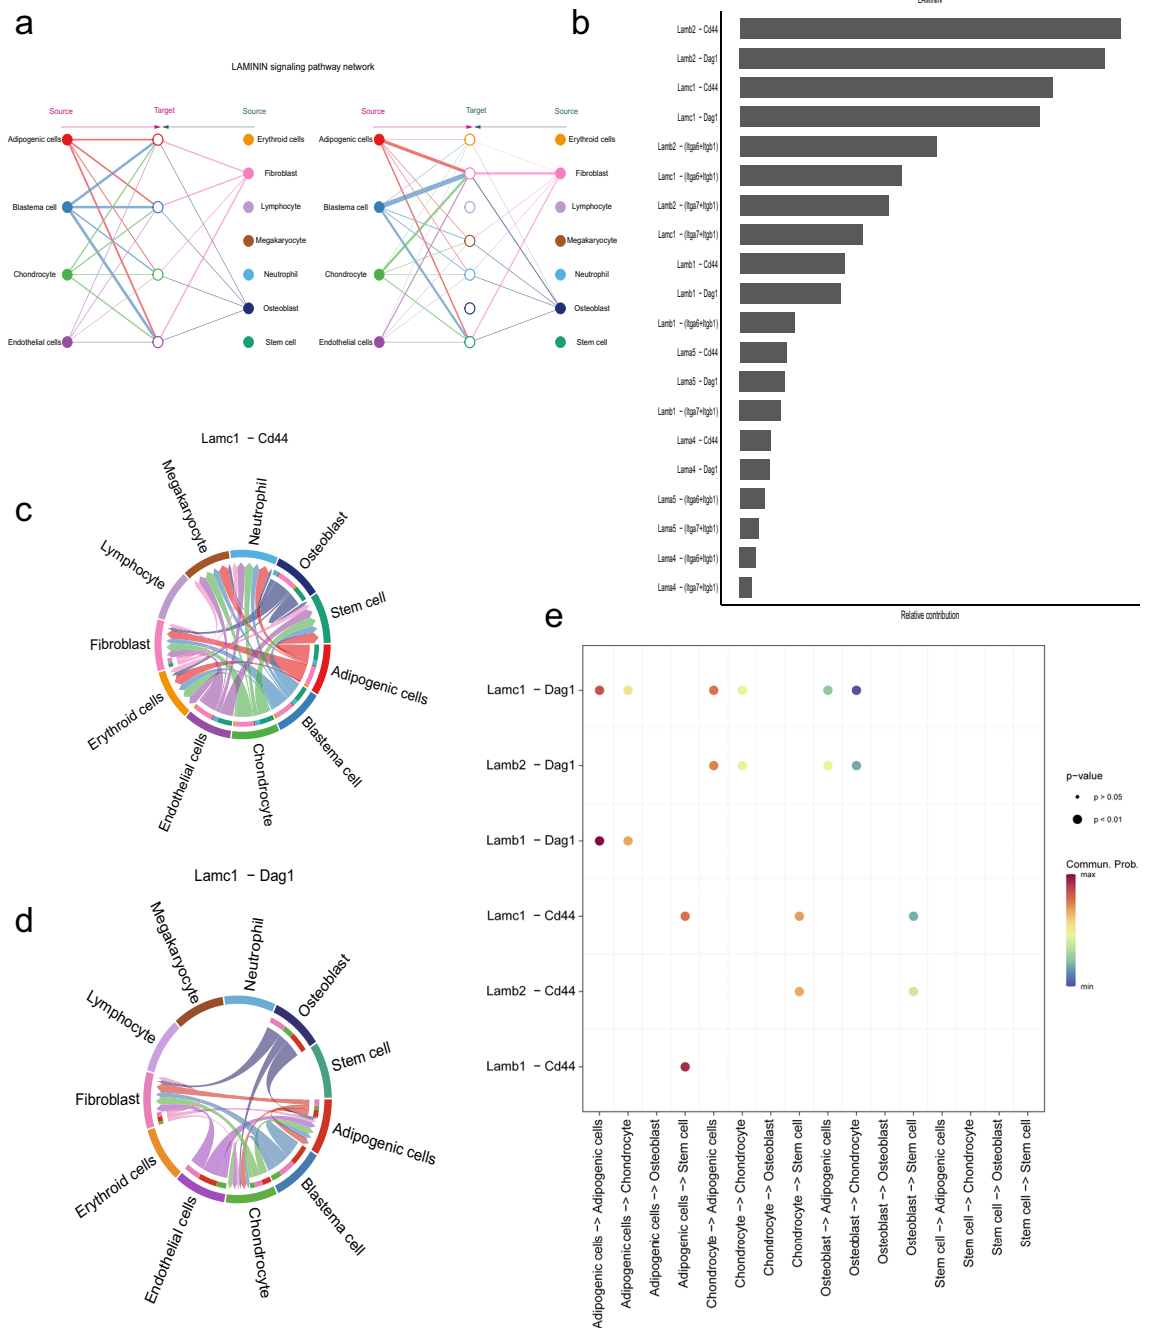 a
LAMININ signaling pathway network
Source
Target
Source
Adipogenic cells
Blastema cell
Chondrocyte
Endothelial cells
Erythroid cells
Fibroblast
Lymphocyte
Megakaryocyte
Neutrophil
Osteoblast
Stem cell
Source
Target
Source
Adipogenic cells
Blastema cell
Chondrocyte
Endothelial cells
Erythroid cells
Fibroblast
Lymphocyte
Megakaryocyte
Neutrophil
Osteoblast
Stem cell
b
LAMININ
Lamb2 - Cd44
Lamb2 - Dag1
Lamc1 - Cd44
Lamc1 - Dag1
Lamb2 - (Itga6+Itgb1)
Lamc1 - (Itga6+Itgb1)
Lamb2 - (Itga7+Itgb1)
Lamc1 - (Itga7+Itgb1)
Lamb1 - Cd44
Lamb1 - Dag1
Lamb1 - (Itga6+Itgb1)
Lama5 - Cd44
Lama5 - Dag1
Lamb1 - (Itga7+Itgb1)
Lama4 - Cd44
Lama4 - Dag1
Lama5 - (Itga6+Itgb1)
Lama5 - (Itga7+Itgb1)
Lama4 - (Itga6+Itgb1)
Lama4 - (Itga7+Itgb1)
Relative contribution
c
Lamc1 - Cd44
Megakaryocyte
Neutrophil
Osteoblast
Lymphocyte
Stem cell
Fibroblast
Adipogenic cells
Erythroid cells
Blastema cell
Endothelial cells
Chondrocyte
d
Lamc1 - Dag1
Megakaryocyte
Neutrophil
Osteoblast
Lymphocyte
Stem cell
Fibroblast
Adipogenic cells
Erythroid cells
Blastema cell
Endothelial cells
Chondrocyte
e
Lamc1 - Dag1
Lamb2 - Dag1
Lamb1 - Dag1
Lamc1 - Cd44
Lamb2 - Cd44
Lamb1 - Cd44
Adipogenic cells -> Adipogenic cells
Adipogenic cells -> Chondrocyte
Adipogenic cells -> Osteoblast
Adipogenic cells -> Stem cell
Chondrocyte -> Adipogenic cells
Chondrocyte -> Chondrocyte
Chondrocyte -> Osteoblast
Chondrocyte -> Stem cell
Osteoblast -> Adipogenic cells
Osteoblast -> Chondrocyte
Osteoblast -> Osteoblast
Osteoblast -> Stem cell
Stem cell -> Adipogenic cells
Stem cell -> Chondrocyte
Stem cell -> Osteoblast
Stem cell -> Stem cell
p-value
p > 0.05
p < 0.01
Commun. Prob.
max
min